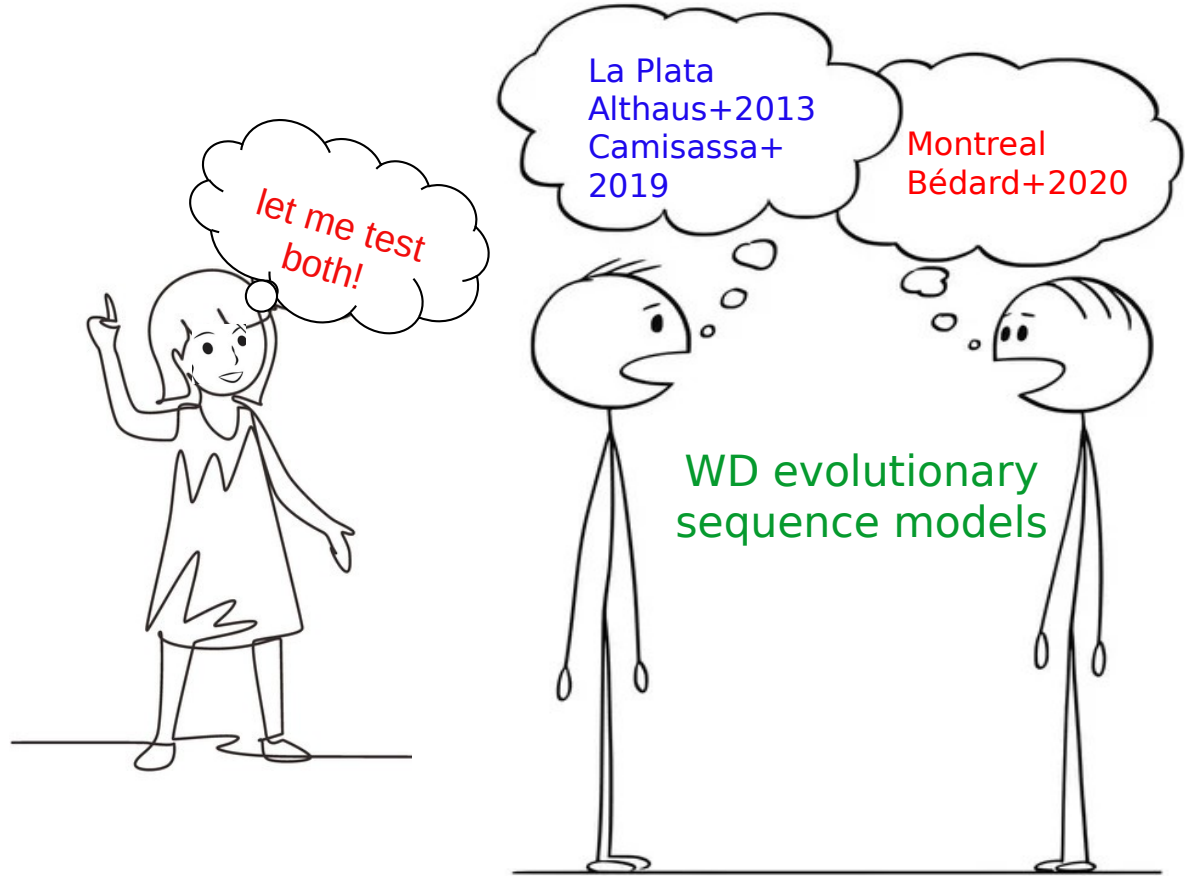 let me test
both!
La Plata
Althaus+2013
Camisassa+
2019
Montreal
Bédard+2020
WD evolutionary
sequence models